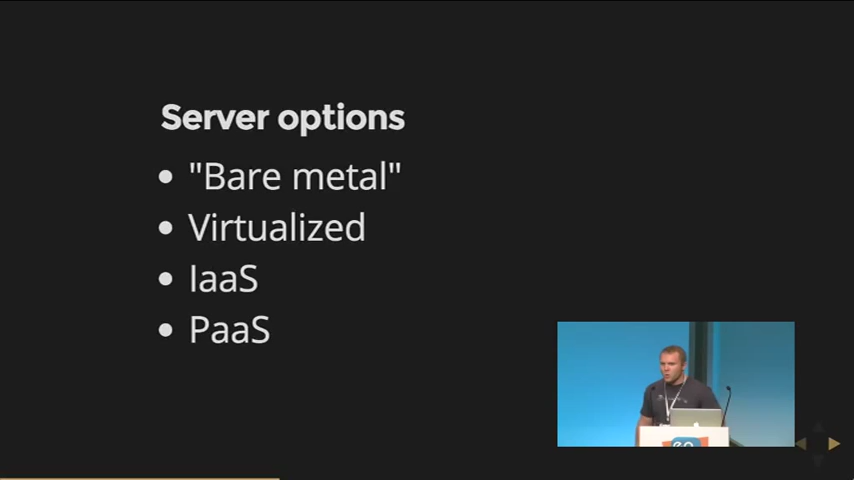 Server options
"Bare metal"
Virtualized
IaaS
PaaS